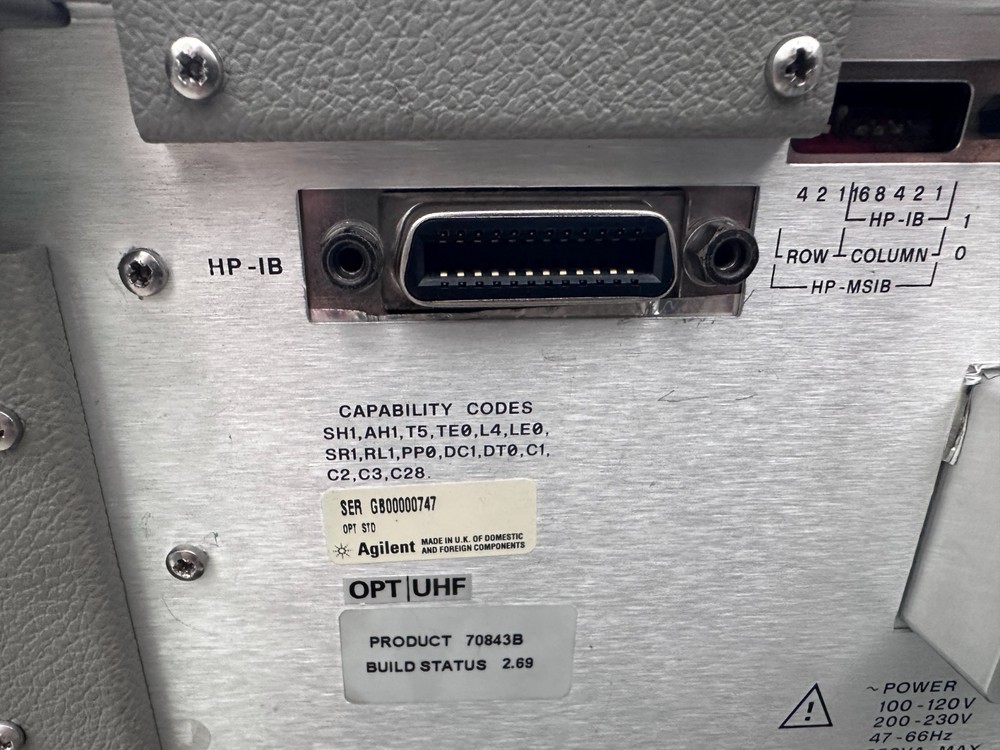 4 2 1 16 8 4 2 1
HP-IB
1
ROW COLUMN
0
HP-MSIB
HP-IB
CAPABILITY CODES
SH1,AH1,T5,TE0,L4,LE0,
SR1,RL1,PP0,DC1,DT0,C1,
C2,C3,C28.
SER GB00000747
OPT STD
Agilent
MADE IN U.K. OF DOMESTIC
AND FOREIGN COMPONENTS
OPT|UHF
PRODUCT 70843B
BUILD STATUS 2.69
~POWER
100-120V
200-230V
47-66Hz